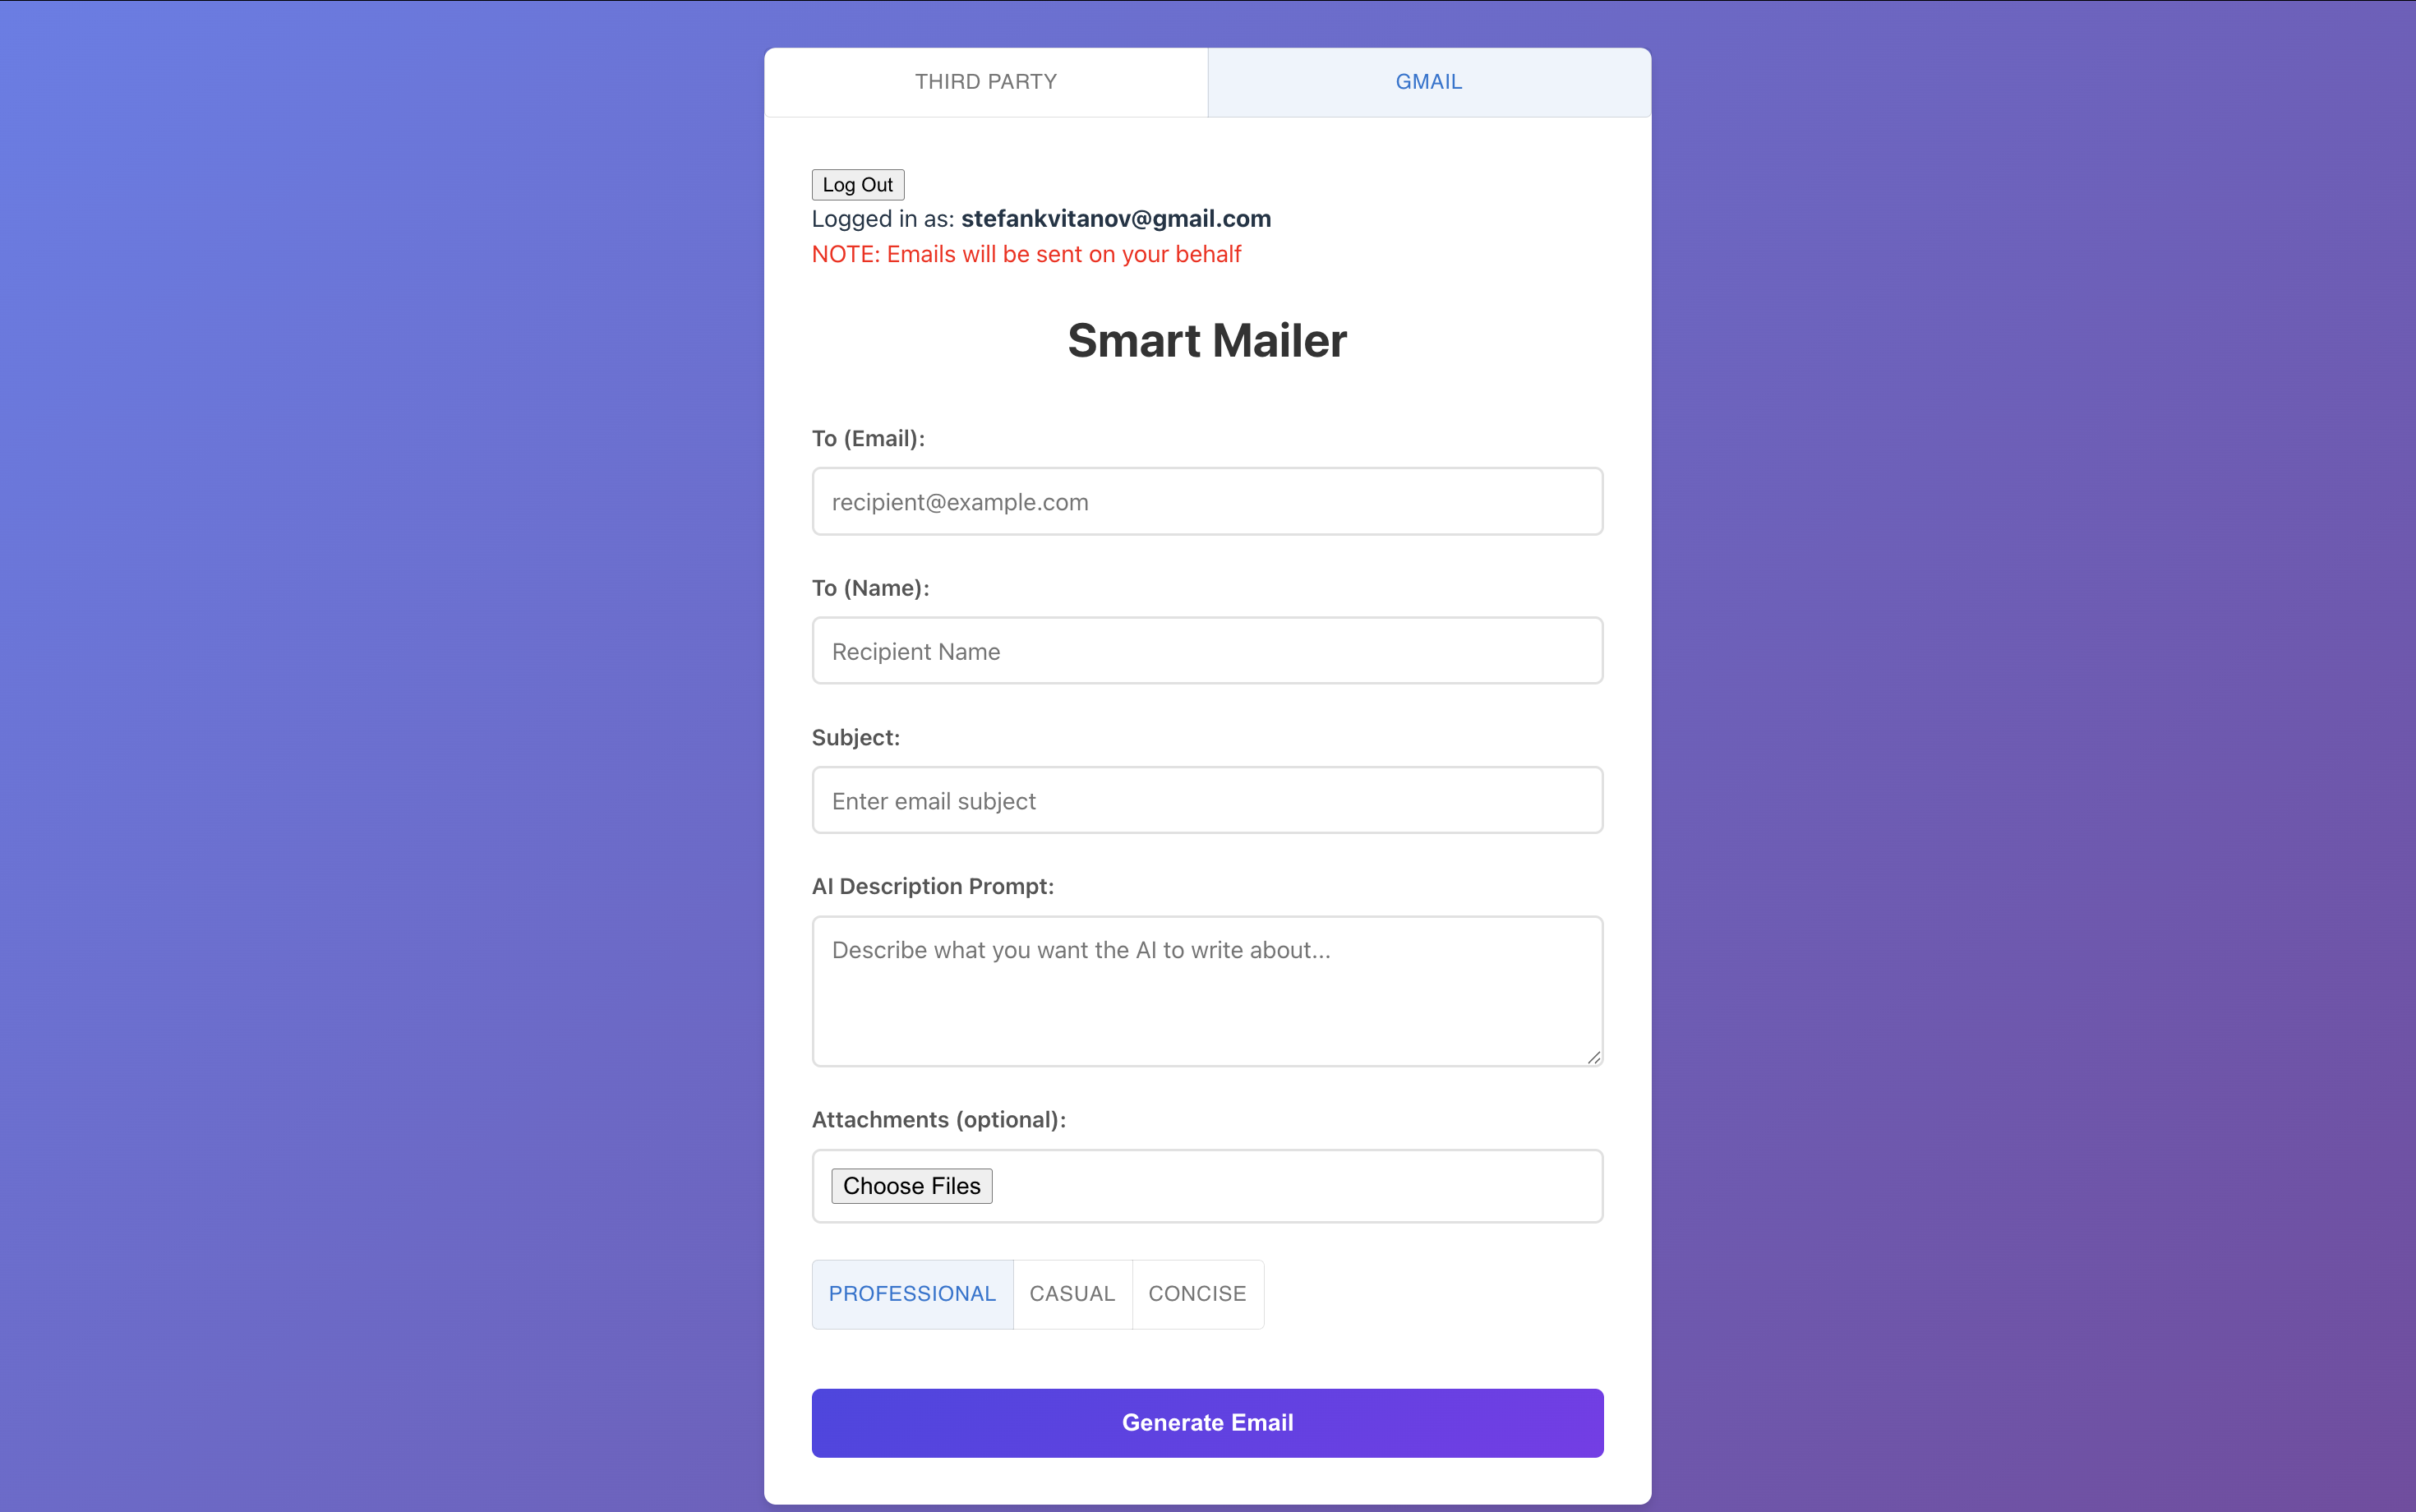 THIRD PARTY
GMAIL
Log Out
Logged in as: stefankvitanov@gmail.com
NOTE: Emails will be sent on your behalf
Smart Mailer
To (Email):
recipient@example.com
To (Name):
Recipient Name
Subject:
Enter email subject
AI Description Prompt:
Describe what you want the AI to write about...
Attachments (optional):
Choose Files
PROFESSIONAL
CASUAL
CONCISE
Generate Email